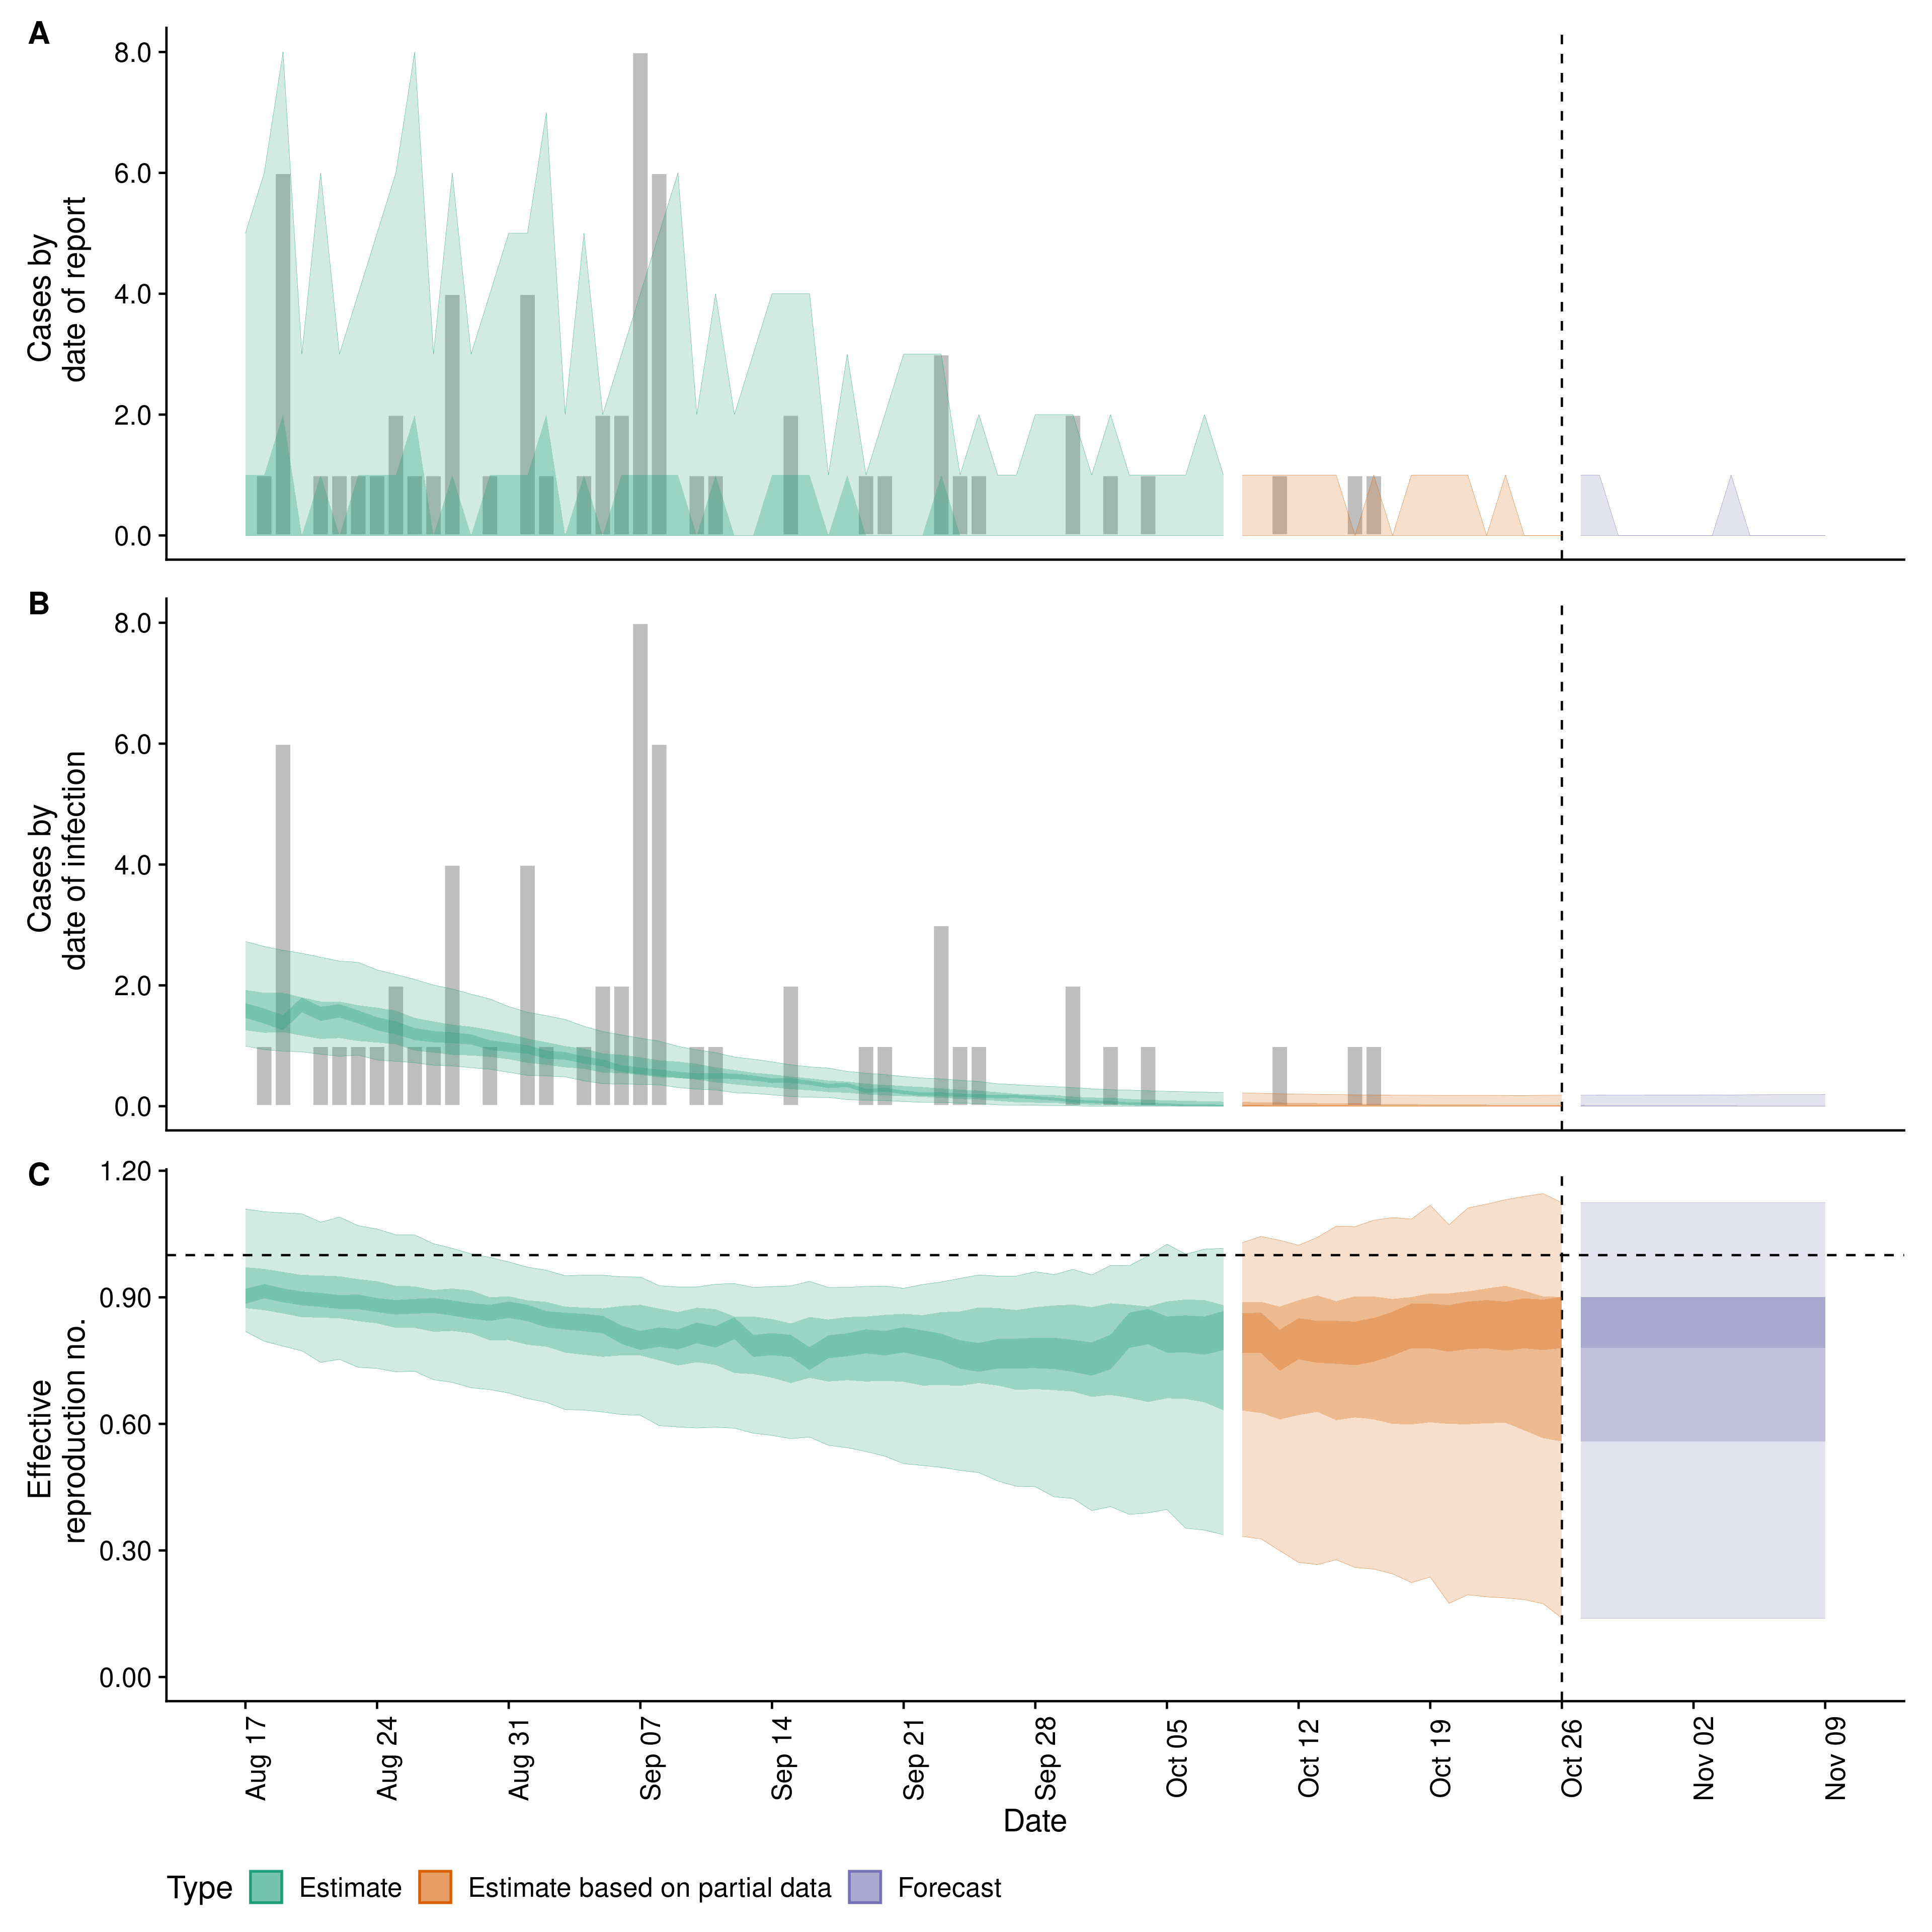 A
8.0
6.0
4.0
2.0
0.0
Cases by
date of report
B
8.0
6.0
4.0
2.0
0.0
Cases by
date of infection
C
1.20
0.90
0.60
0.30
0.00
Effective
reproduction no.
Aug 17
Aug 24
Aug 31
Sep 07
Sep 14
Sep 21
Sep 28
Oct 05
Oct 12
Oct 19
Oct 26
Nov 02
Nov 09
Date
Type Estimate Estimate based on partial data Forecast